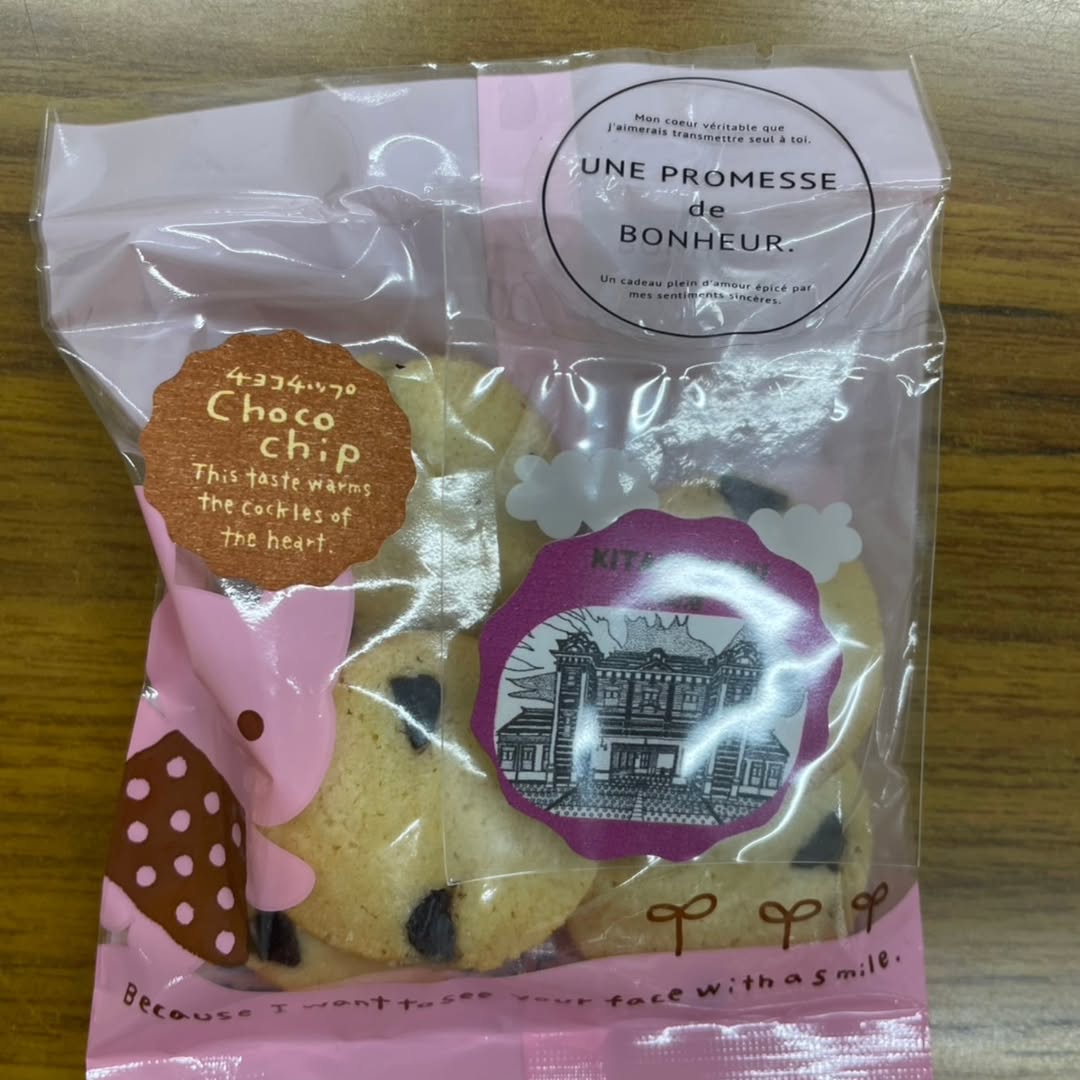 Mon coeur véritable que
j'aimerais transmettre seul à toi.
UNE PROMESSE
de
BONHEUR.
Un cadeau plein d'amour épicé par
mes sentiments sincères.
チョコチップ
Choco
chip
This taste warms
the cockles of
the heart.
Because I want to see your face with a smile.